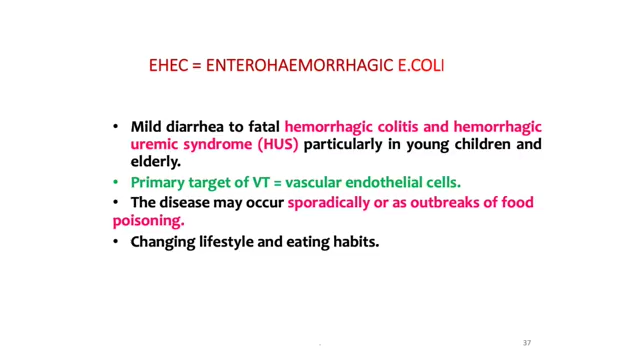 EHEC = ENTEROHAEMORRHAGIC E.COLI
• Mild diarrhea to fatal hemorrhagic colitis and hemorrhagic
uremic syndrome (HUS) particularly in young children and
elderly.
• Primary target of VT = vascular endothelial cells.
• The disease may occur sporadically or as outbreaks of food
poisoning.
• Changing lifestyle and eating habits.
. 37